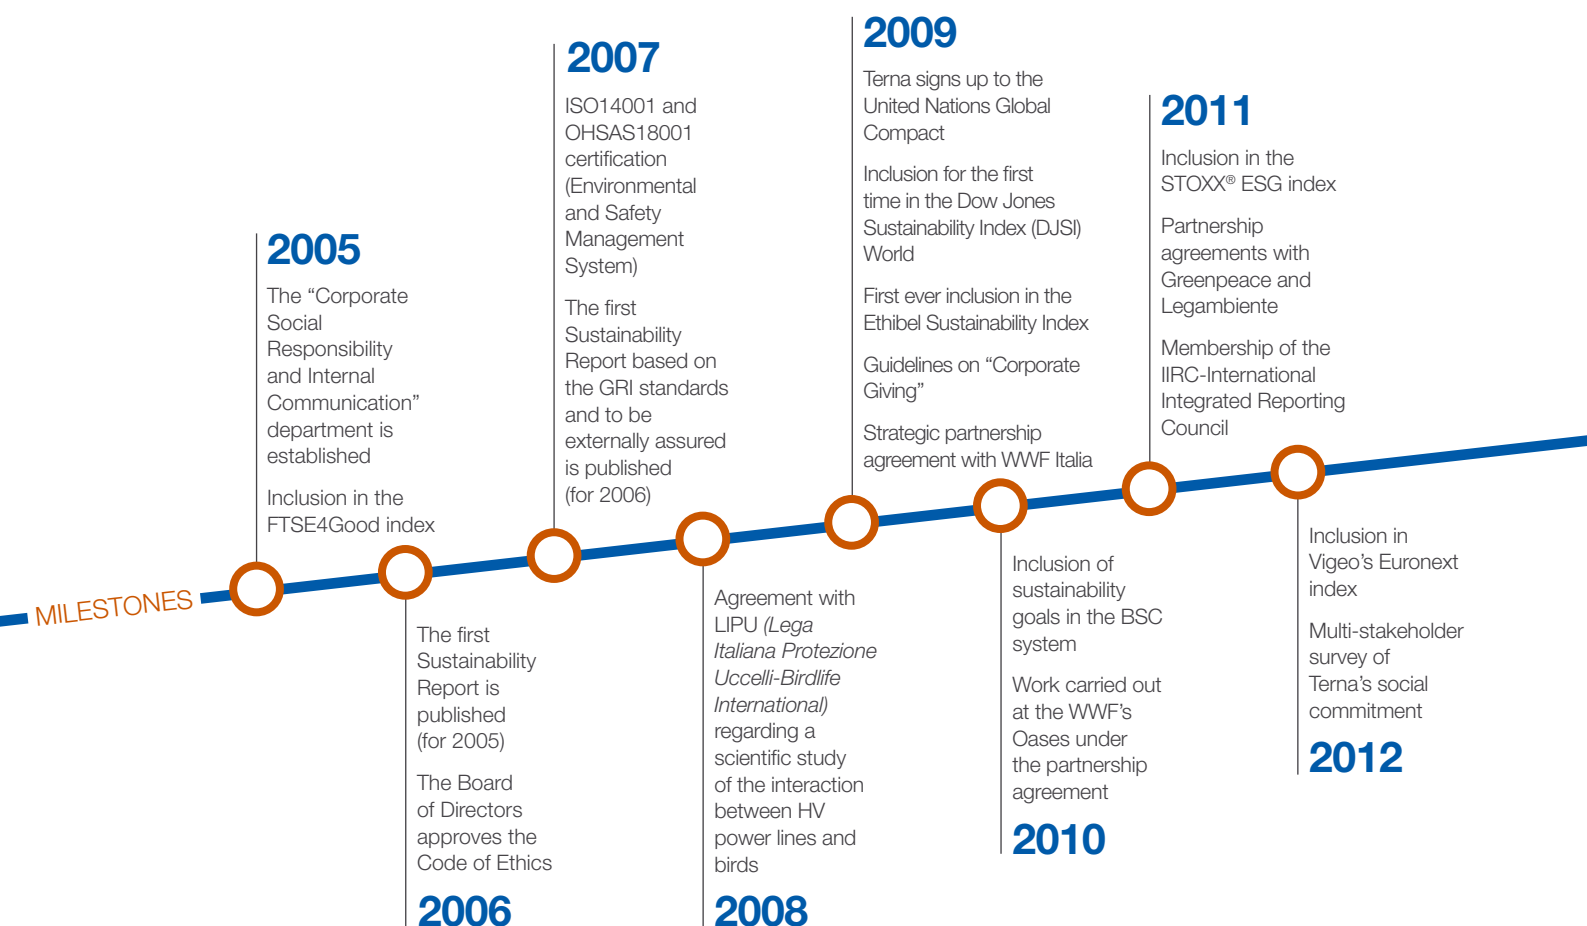 MILESTONES
2005
The “Corporate
Social
Responsibility
and Internal
Communication”
department is
established
Inclusion in the
FTSE4Good index
The first
Sustainability
Report is
published
(for 2005)
The Board
of Directors
approves the
Code of Ethics
2006
2007
ISO14001 and
OHSAS18001
certification
(Environmental
and Safety
Management
System)
The first
Sustainability
Report based on
the GRI standards
and to be
externally assured
is published
(for 2006)
Agreement with
LIPU (Lega
Italiana Protezione
Uccelli-Birdlife
International)
regarding a
scientific study
of the interaction
between HV
power lines and
birds
2008
2009
Terna signs up to the
United Nations Global
Compact
Inclusion for the first
time in the Dow Jones
Sustainability Index (DJSI)
World
First ever inclusion in the
Ethibel Sustainability Index
Guidelines on “Corporate
Giving”
Strategic partnership
agreement with WWF Italia
Inclusion of
sustainability
goals in the BSC
system
Work carried out
at the WWF’s
Oases under
the partnership
agreement
2010
2011
Inclusion in the
STOXX® ESG index
Partnership
agreements with
Greenpeace and
Legambiente
Membership of the
IIRC-International
Integrated Reporting
Council
Inclusion in
Vigeo’s Euronext
index
Multi-stakeholder
survey of
Terna’s social
commitment
2012